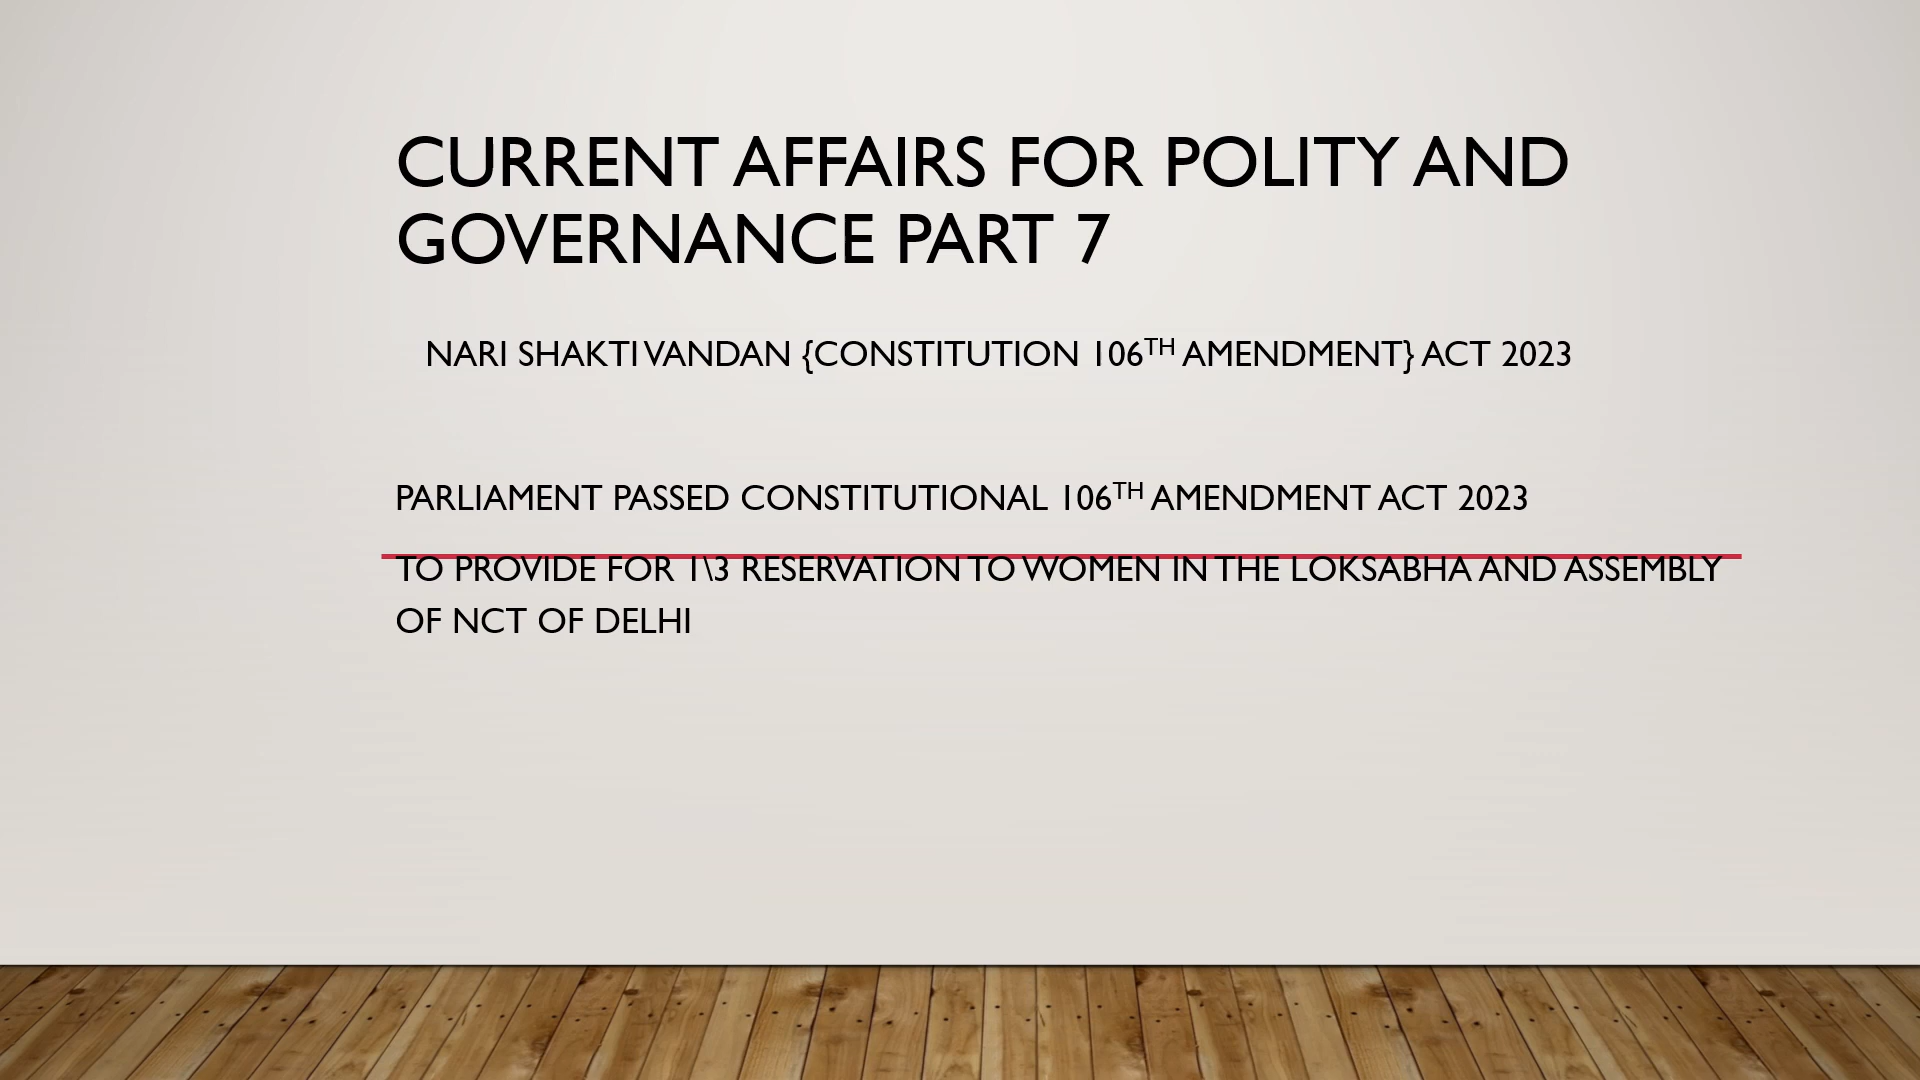 CURRENT AFFAIRS FOR POLITY AND
GOVERNANCE PART 7
NARI SHAKTI VANDAN {CONSTITUTION 106TH AMENDMENT} ACT 2023
PARLIAMENT PASSED CONSTITUTIONAL 106TH AMENDMENT ACT 2023
TO PROVIDE FOR 1\3 RESERVATION TO WOMEN IN THE LOKSABHA AND ASSEMBLY
OF NCT OF DELHI